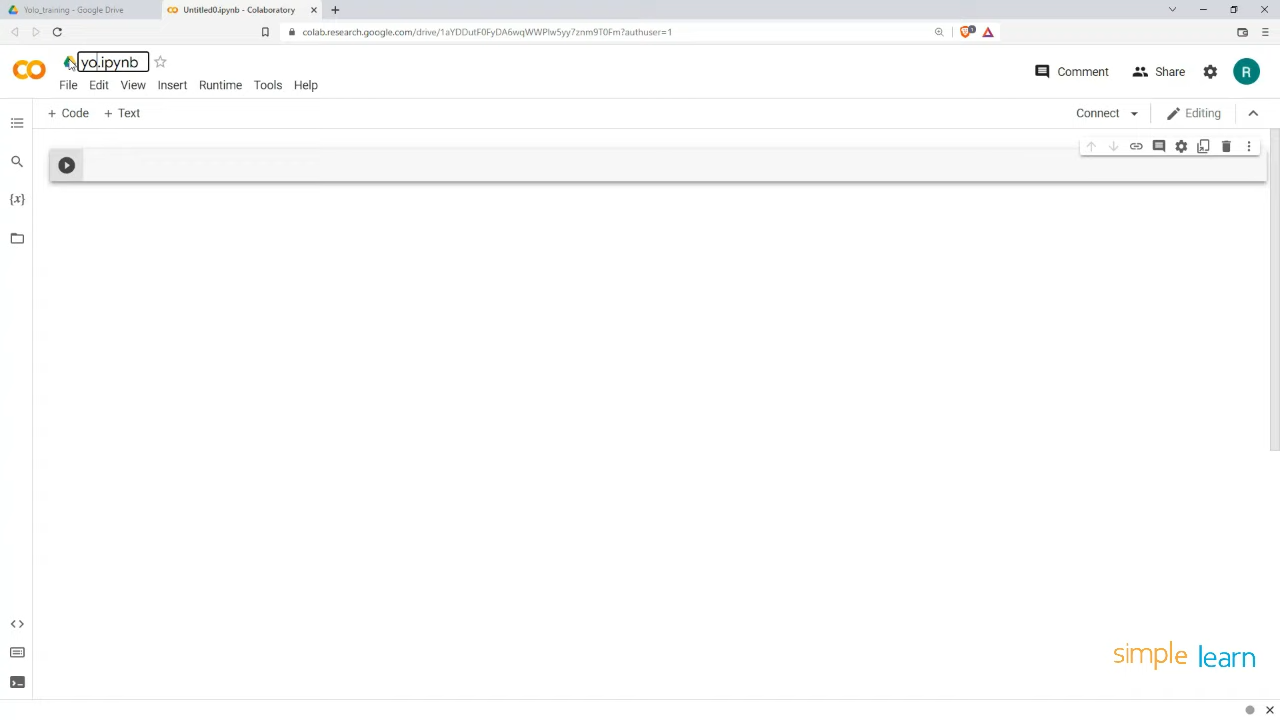 Yolo_training - Google Drive
Untitled0.ipynb - Colaboratory
colab.research.google.com/drive/1aYDDutF0FyDA6wqWWPlw5yy7znm9T0Fm?authuser=1
yo.ipynb
Comment
Share
R
File Edit View Insert Runtime Tools Help
+ Code + Text
Connect
Editing
{x}
simple learn